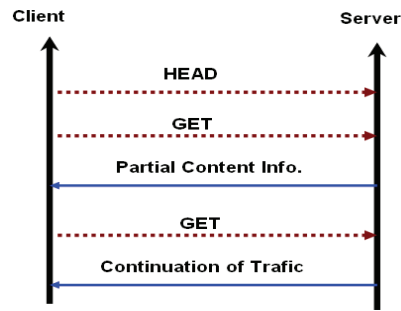 Client
Server
HEAD
GET
Partial Content Info.
GET
Continuation of Trafic